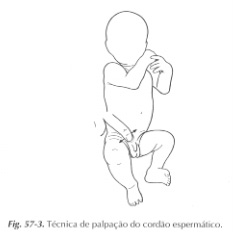 Fig. 57-3. Técnica de palpação do cordão espermático.